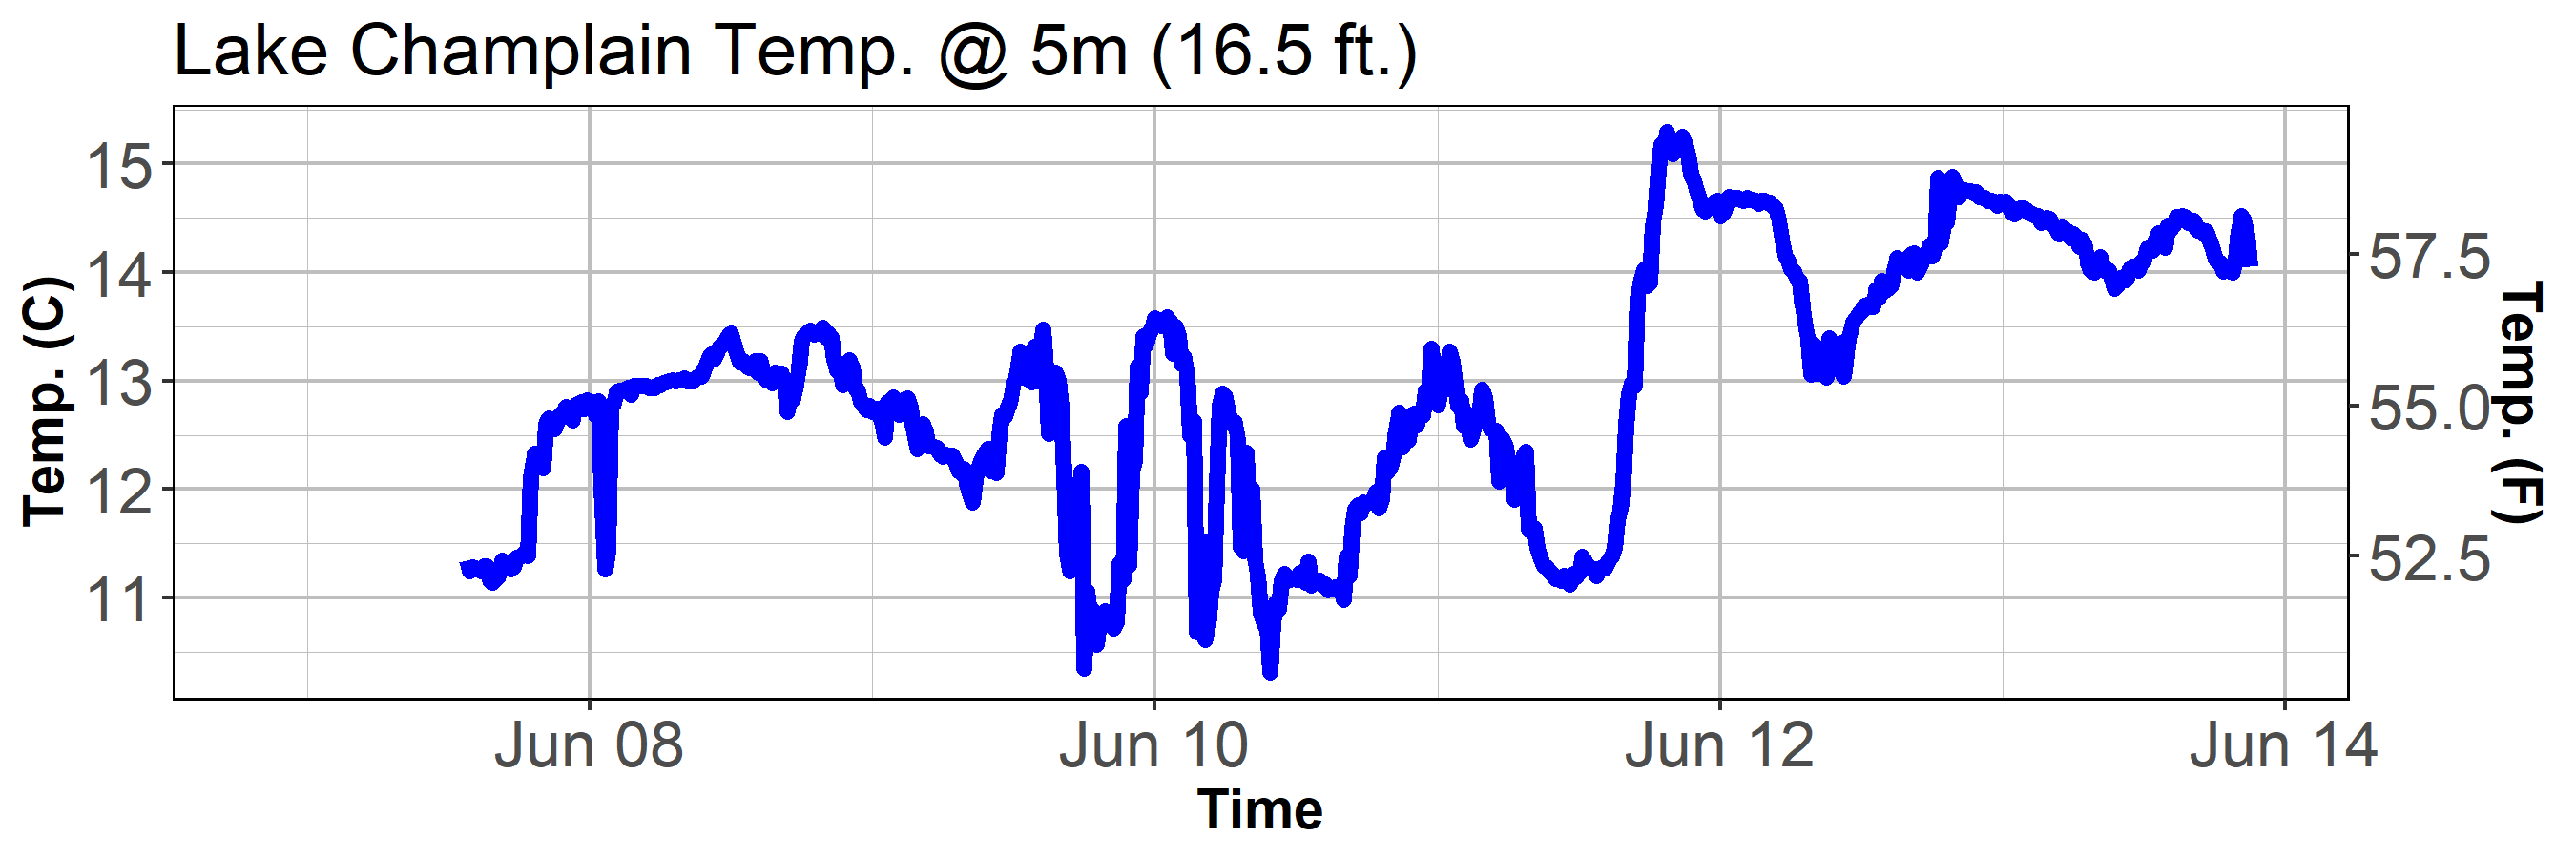 Lake Champlain Temp. @ 5m (16.5 ft.)
Temp. (C)
15
14
13
12
11
57.5
55.0
52.5
Temp. (F)
Jun 08 Jun 10 Jun 12 Jun 14
Time